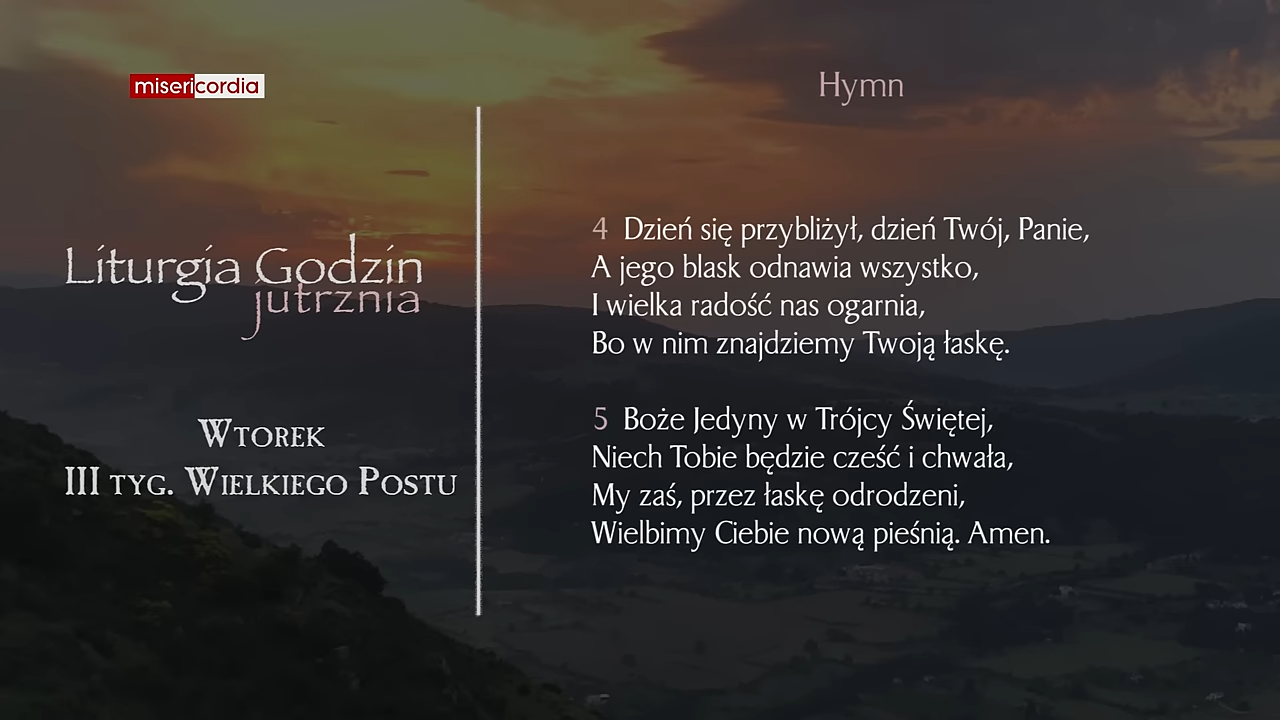 misericordia
Liturgia Godzin
jutrznia
Wtorek
III tyg. Wielkiego Postu
Hymn
4 Dzień się przybliżył, dzień Twój, Panie,
A jego blask odnawia wszystko,
I wielka radość nas ogarnia,
Bo w nim znajdziemy Twoją łaskę.
5 Boże Jedyny w Trójcy Świętej,
Niech Tobie będzie cześć i chwała,
My zaś, przez łaskę odrodzeni,
Wielbimy Ciebie nową pieśnią. Amen.